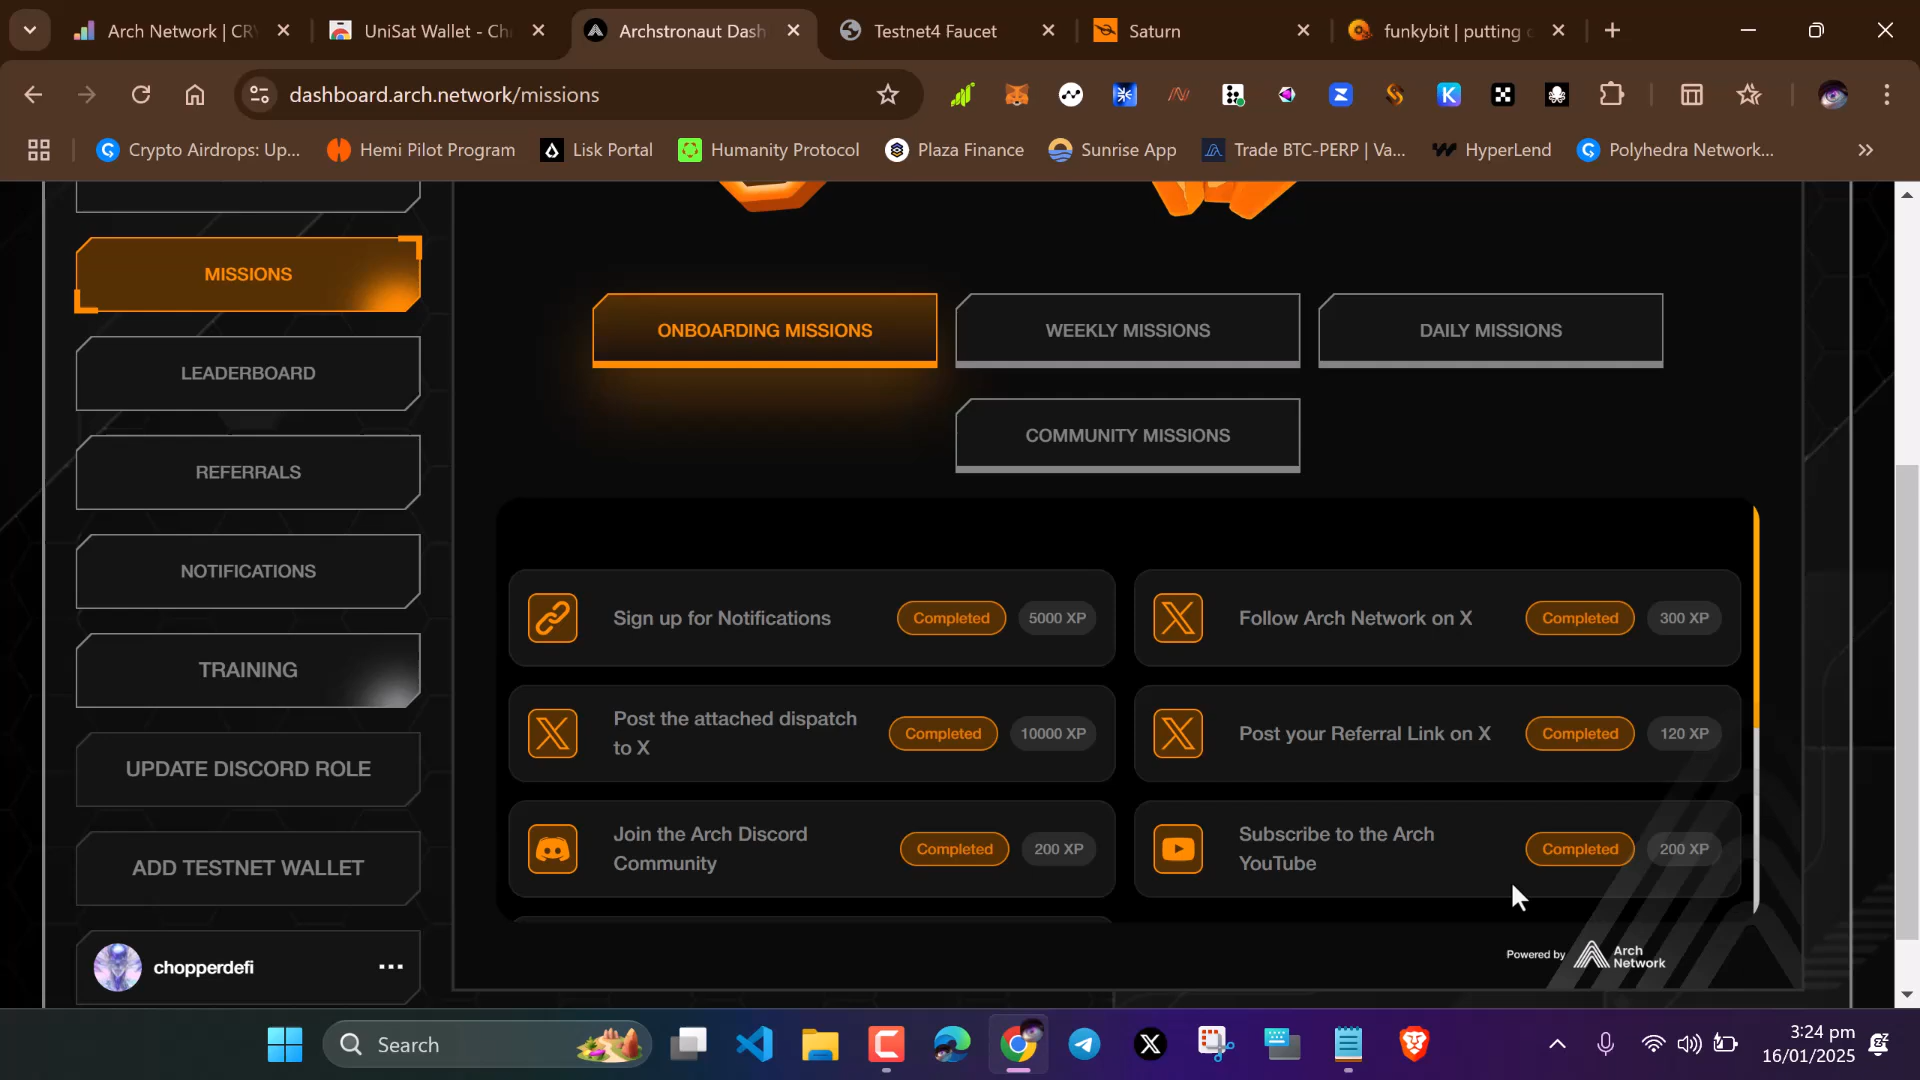 Arch Network | CRY
UniSat Wallet - Chr
Archstronaut Dash
Testnet4 Faucet
Saturn
funkybit | putting o
dashboard.arch.network/missions
Crypto Airdrops: Up...
Hemi Pilot Program
Lisk Portal
Humanity Protocol
Plaza Finance
Sunrise App
Trade BTC-PERP | Va...
HyperLend
Polyhedra Network...
MISSIONS
LEADERBOARD
REFERRALS
NOTIFICATIONS
TRAINING
UPDATE DISCORD ROLE
ADD TESTNET WALLET
chopperdefi
ONBOARDING MISSIONS
WEEKLY MISSIONS
DAILY MISSIONS
COMMUNITY MISSIONS
Sign up for Notifications
Completed
5000 XP
Follow Arch Network on X
Completed
300 XP
Post the attached dispatch
to X
Completed
10000 XP
Post your Referral Link on X
Completed
120 XP
Join the Arch Discord
Community
Completed
200 XP
Subscribe to the Arch
YouTube
Completed
200 XP
Powered by
Arch
Network
Search
3:24 pm
16/01/2025